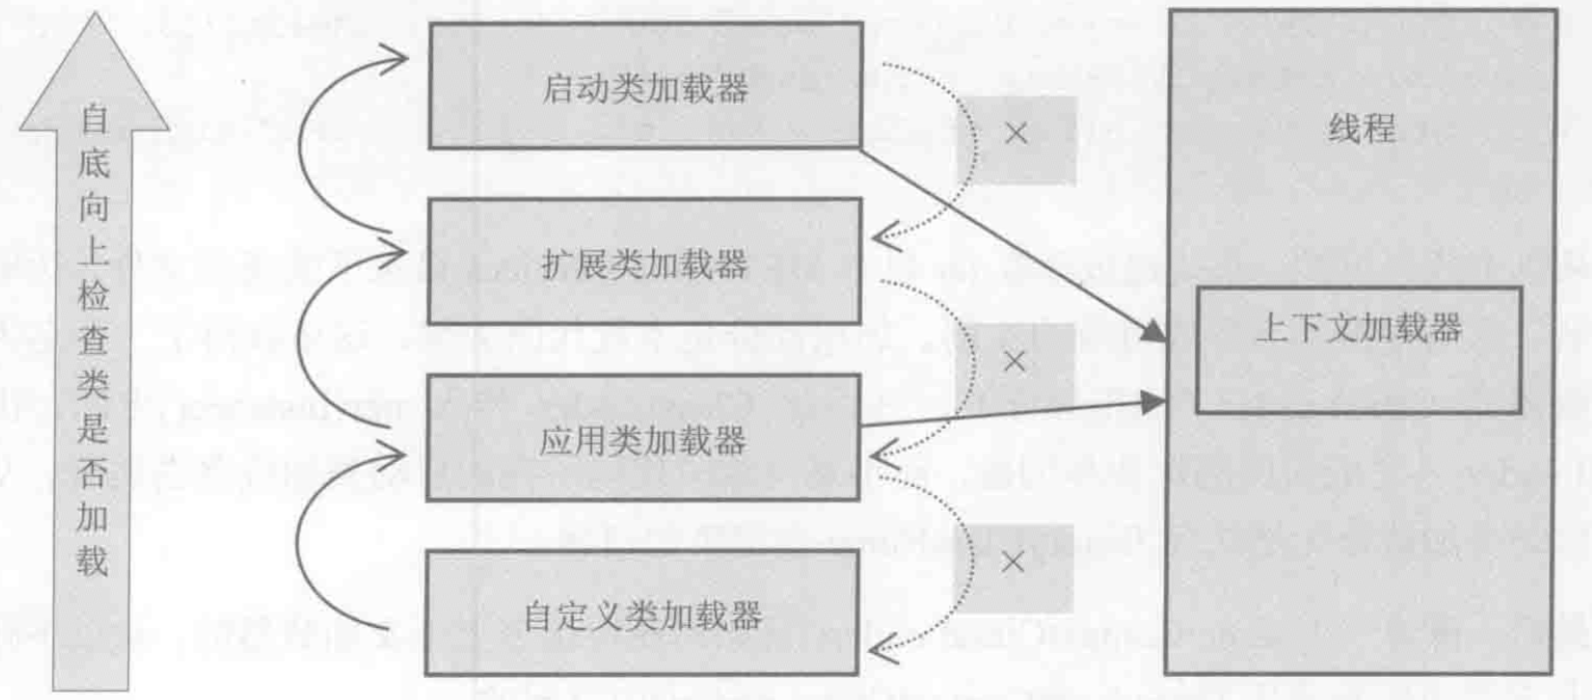 自底向上检查类是否加载
启动类加载器
×
线程
扩展类加载器
上下文加载器
×
应用类加载器
×
自定义类加载器